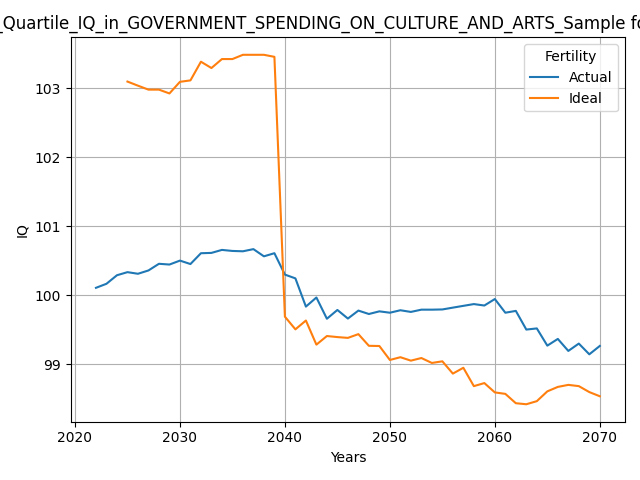 _Quartile_IQ_in_GOVERNMENT_SPENDING_ON_CULTURE_AND_ARTS_Sample fo
Fertility
Actual
Ideal
103
102
101
100
99
IQ
2020 2030 2040 2050 2060 2070
Years